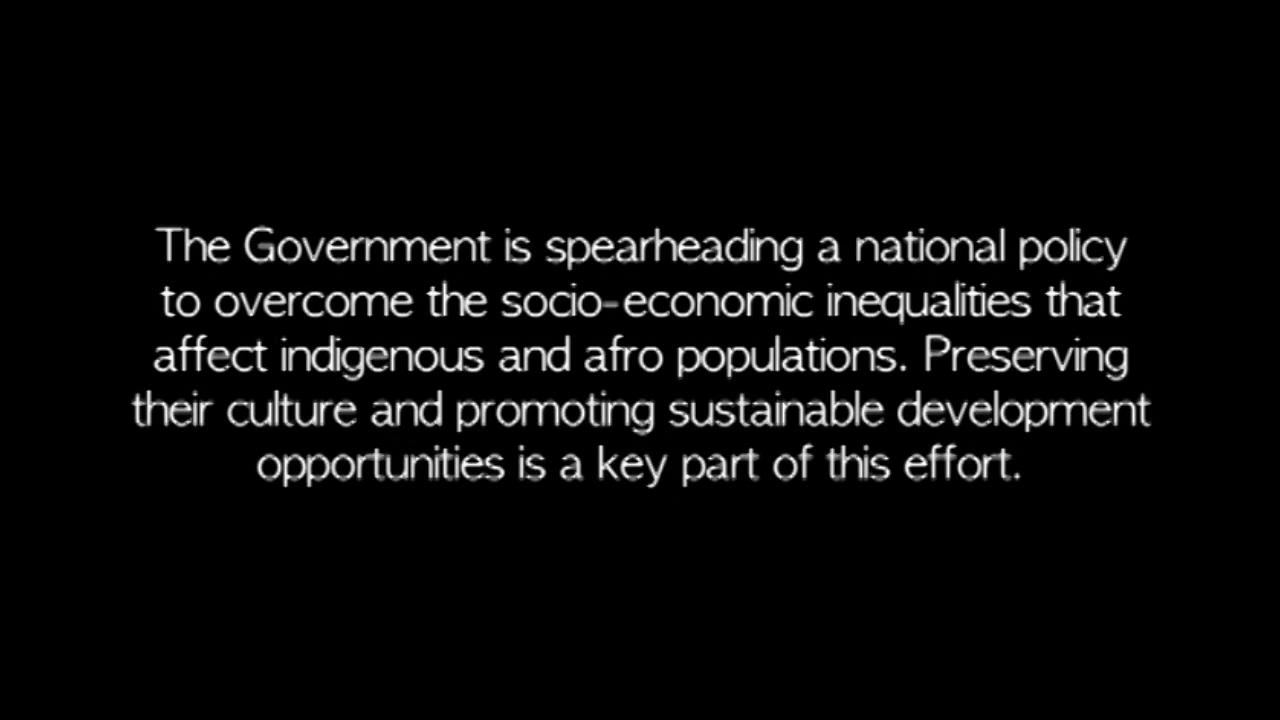 The Government is spearheading a national policy
to overcome the socio-economic inequalities that
affect indigenous and afro populations. Preserving
their culture and promoting sustainable development
opportunities is a key part of this effort.